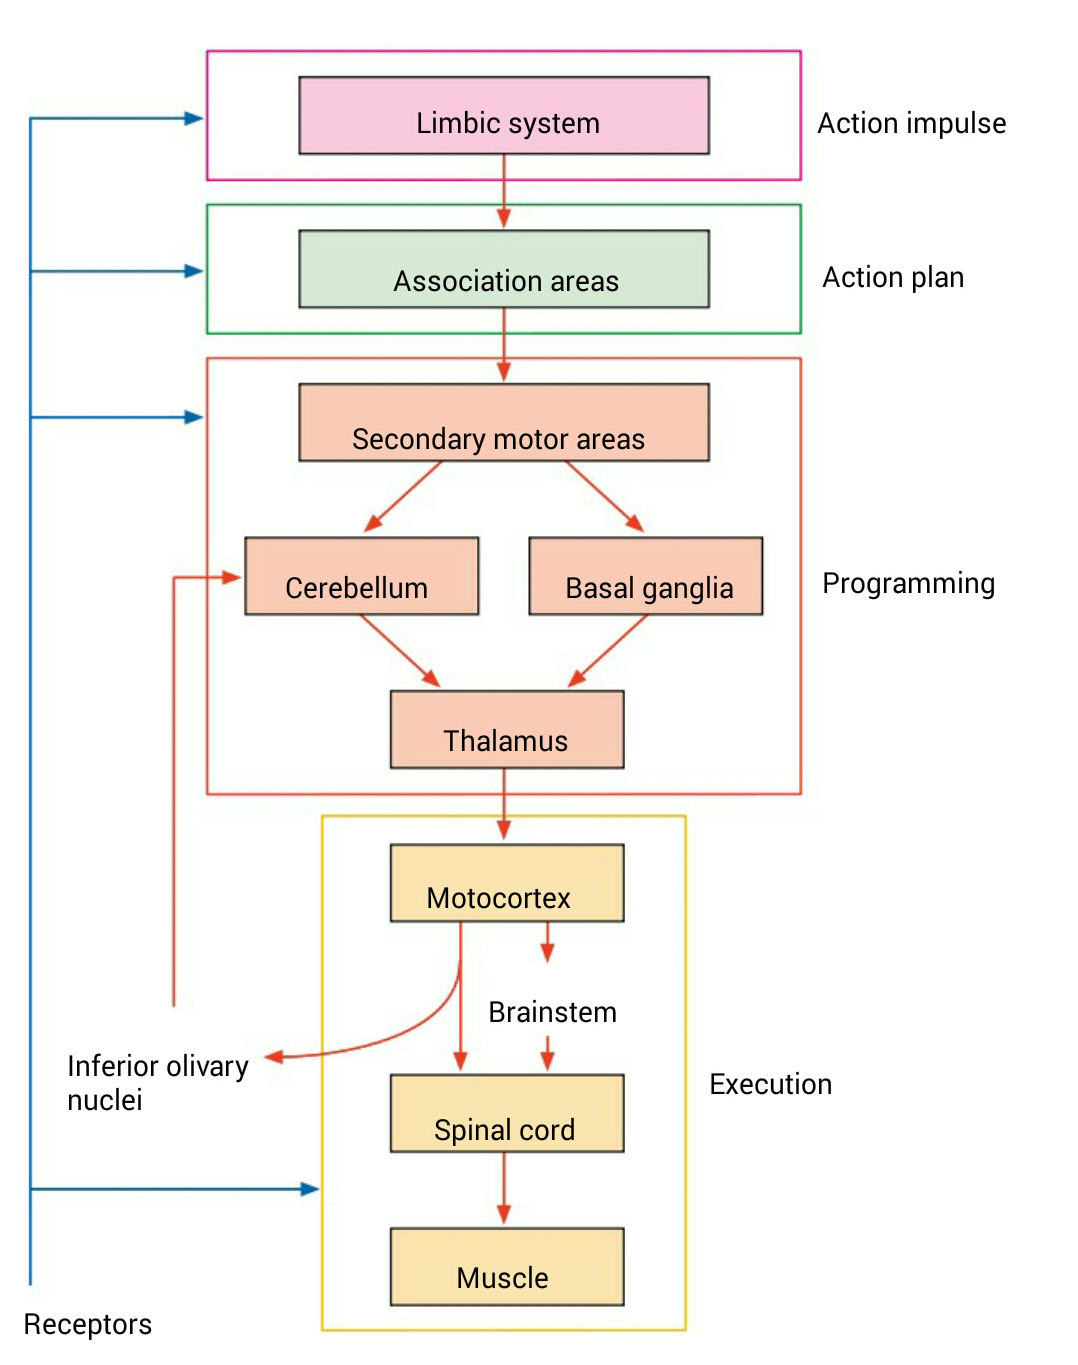 Limbic system
Action impulse
Association areas
Action plan
Secondary motor areas
Cerebellum
Basal ganglia
Programming
Thalamus
Motocortex
Brainstem
Inferior olivary
nuclei
Execution
Spinal cord
Muscle
Receptors